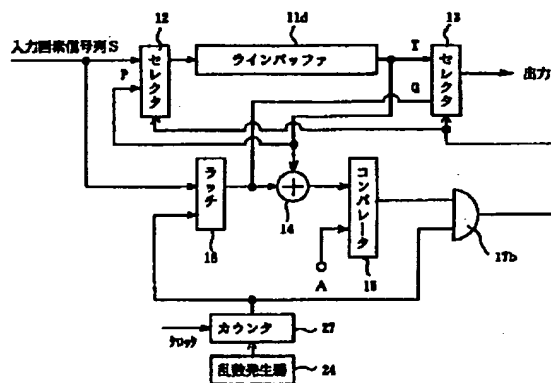 12
11d
13
入力画素信号列S
セレクタ
P
ラインバッファ
T
Q
セレクタ
出力
ラッチ
16
14
コンパレータ
15
A
17b
クロック
カウンタ
27
乱数発生器
24